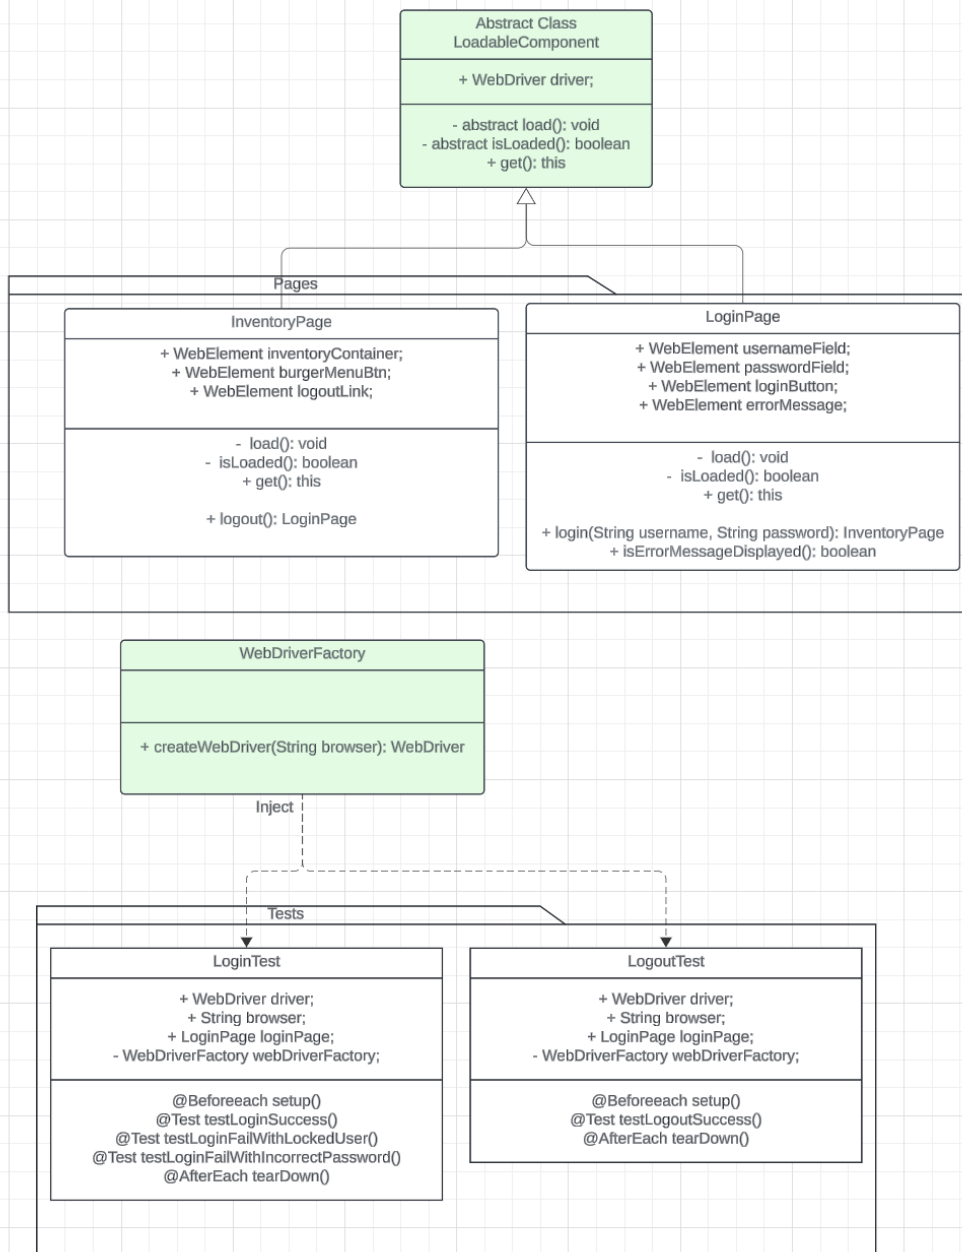 Abstract Class
LoadableComponent
+ WebDriver driver;
- abstract load(): void
- abstract isLoaded(): boolean
+ get(): this
Pages
InventoryPage
+ WebElement inventoryContainer;
+ WebElement burgerMenuBtn;
+ WebElement logoutLink;
- load(): void
- isLoaded(): boolean
+ get(): this
+ logout(): LoginPage
LoginPage
+ WebElement usernameField;
+ WebElement passwordField;
+ WebElement loginButton;
+ WebElement errorMessage;
- load(): void
- isLoaded(): boolean
+ get(): this
+ login(String username, String password): InventoryPage
+ isErrorMessageDisplayed(): boolean
WebDriverFactory
+ createWebDriver(String browser): WebDriver
Inject
Tests
LoginTest
+ WebDriver driver;
+ String browser;
+ LoginPage loginPage;
- WebDriverFactory webDriverFactory;
@Beforeeach setup()
@Test testLoginSuccess()
@Test testLoginFailWithLockedUser()
@Test testLoginFailWithIncorrectPassword()
@AfterEach tearDown()
LogoutTest
+ WebDriver driver;
+ String browser;
+ LoginPage loginPage;
- WebDriverFactory webDriverFactory;
@Beforeeach setup()
@Test testLogoutSuccess()
@AfterEach tearDown()